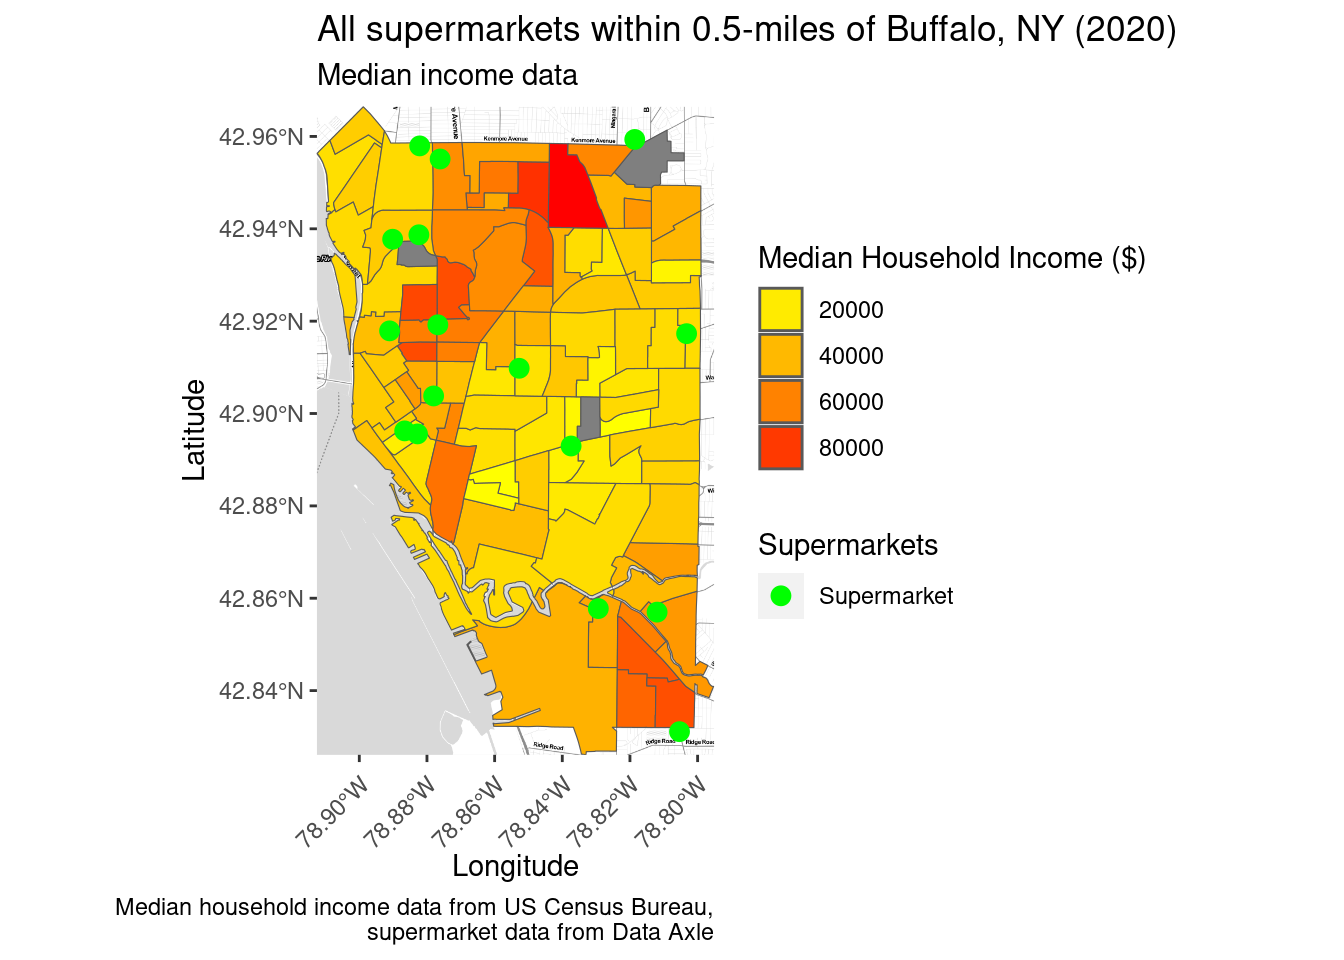 All supermarkets within 0.5-miles of Buffalo, NY (2020)
Median income data
Kenmore Avenue
Kenmore Avenue
42.96°N
42.94°N
42.92°N
42.90°N
42.88°N
42.86°N
42.84°N
Latitude
Ridge Road
Ridge Road
Ridge Road
78.90°W
78.88°W
78.86°W
78.84°W
78.82°W
78.80°W
Longitude
Median Household Income ($)
20000
40000
60000
80000
Supermarkets
Supermarket
Median household income data from US Census Bureau,
supermarket data from Data Axle